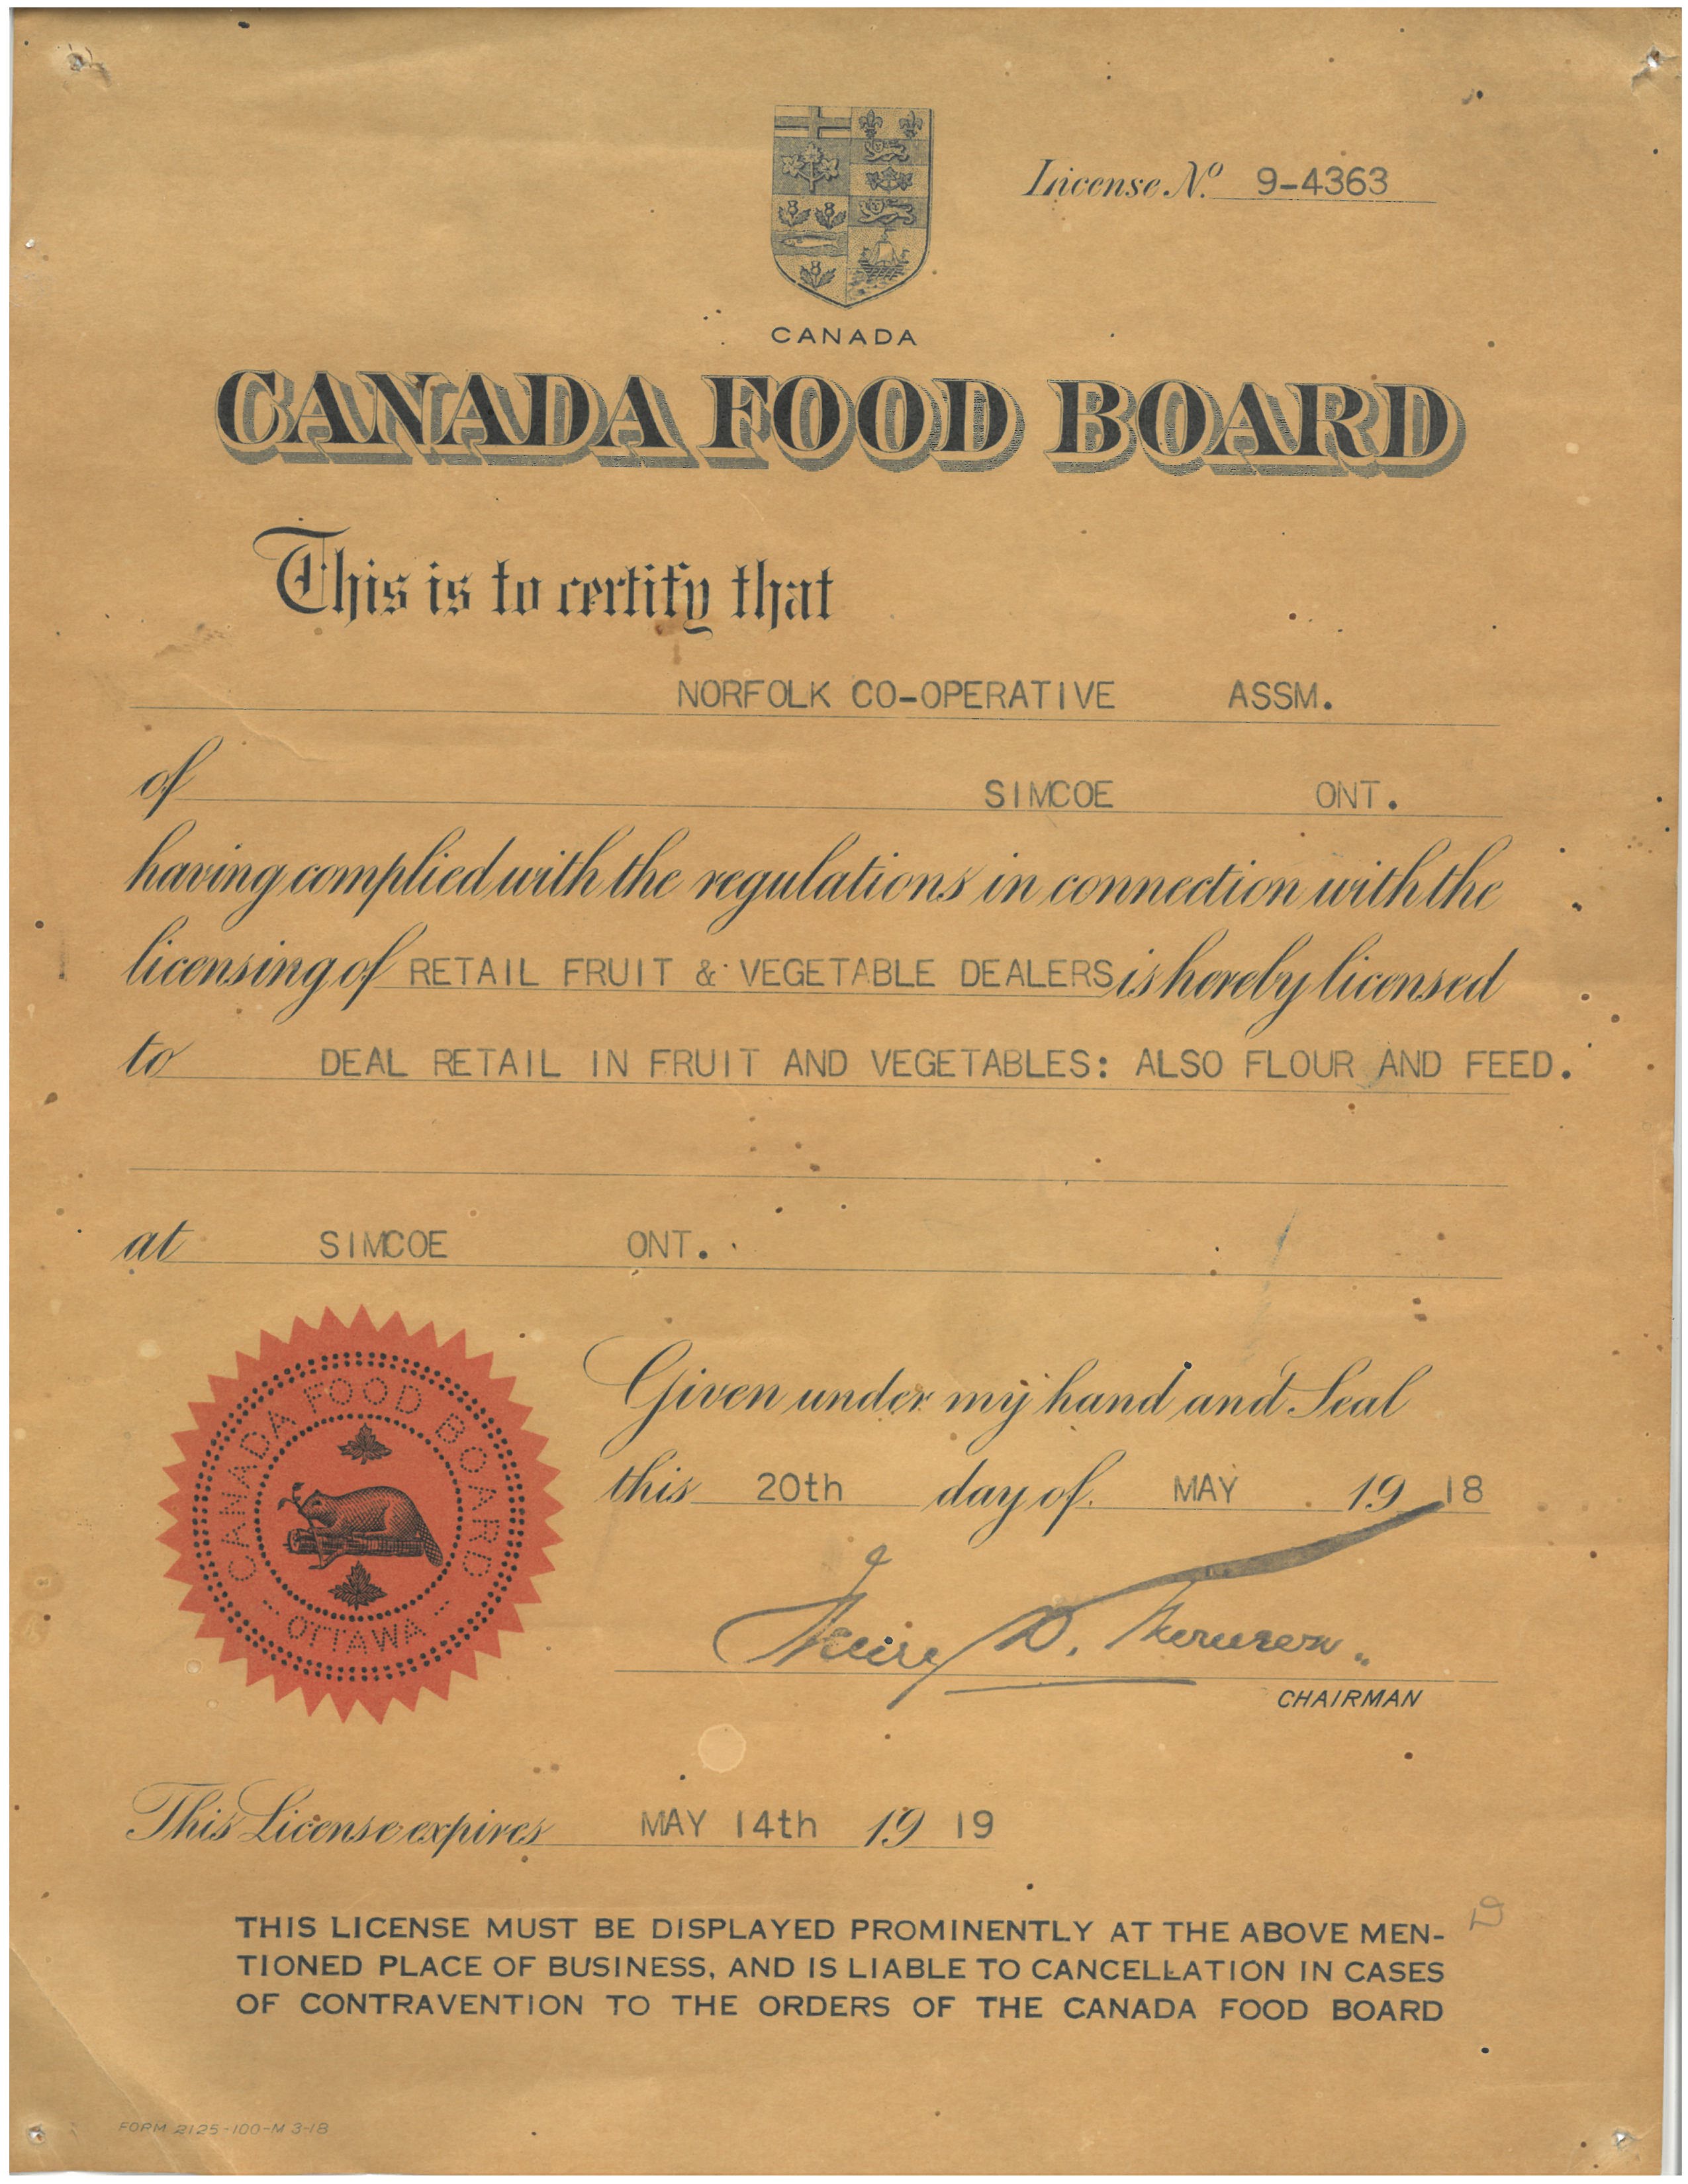 License No. 9-4363
CANADA
CANADA FOOD BOARD
This is to certify that
NORFOLK CO-OPERATIVE ASSM.
of SIMCOE ONT.
having complied with the regulations in connection with the
licensing of RETAIL FRUIT & VEGETABLE DEALERS is hereby licensed
to DEAL RETAIL IN FRUIT AND VEGETABLES: ALSO FLOUR AND FEED.
at SIMCOE ONT.
CANADA FOOD BOARD
OTTAWA
Given under my hand and Seal
this 20th day of MAY 19 18
CHAIRMAN
This License expires MAY 14th 19 19
THIS LICENSE MUST BE DISPLAYED PROMINENTLY AT THE ABOVE MEN-
TIONED PLACE OF BUSINESS, AND IS LIABLE TO CANCELLATION IN CASES
OF CONTRAVENTION TO THE ORDERS OF THE CANADA FOOD BOARD
FORM 2125-100-M 3-18